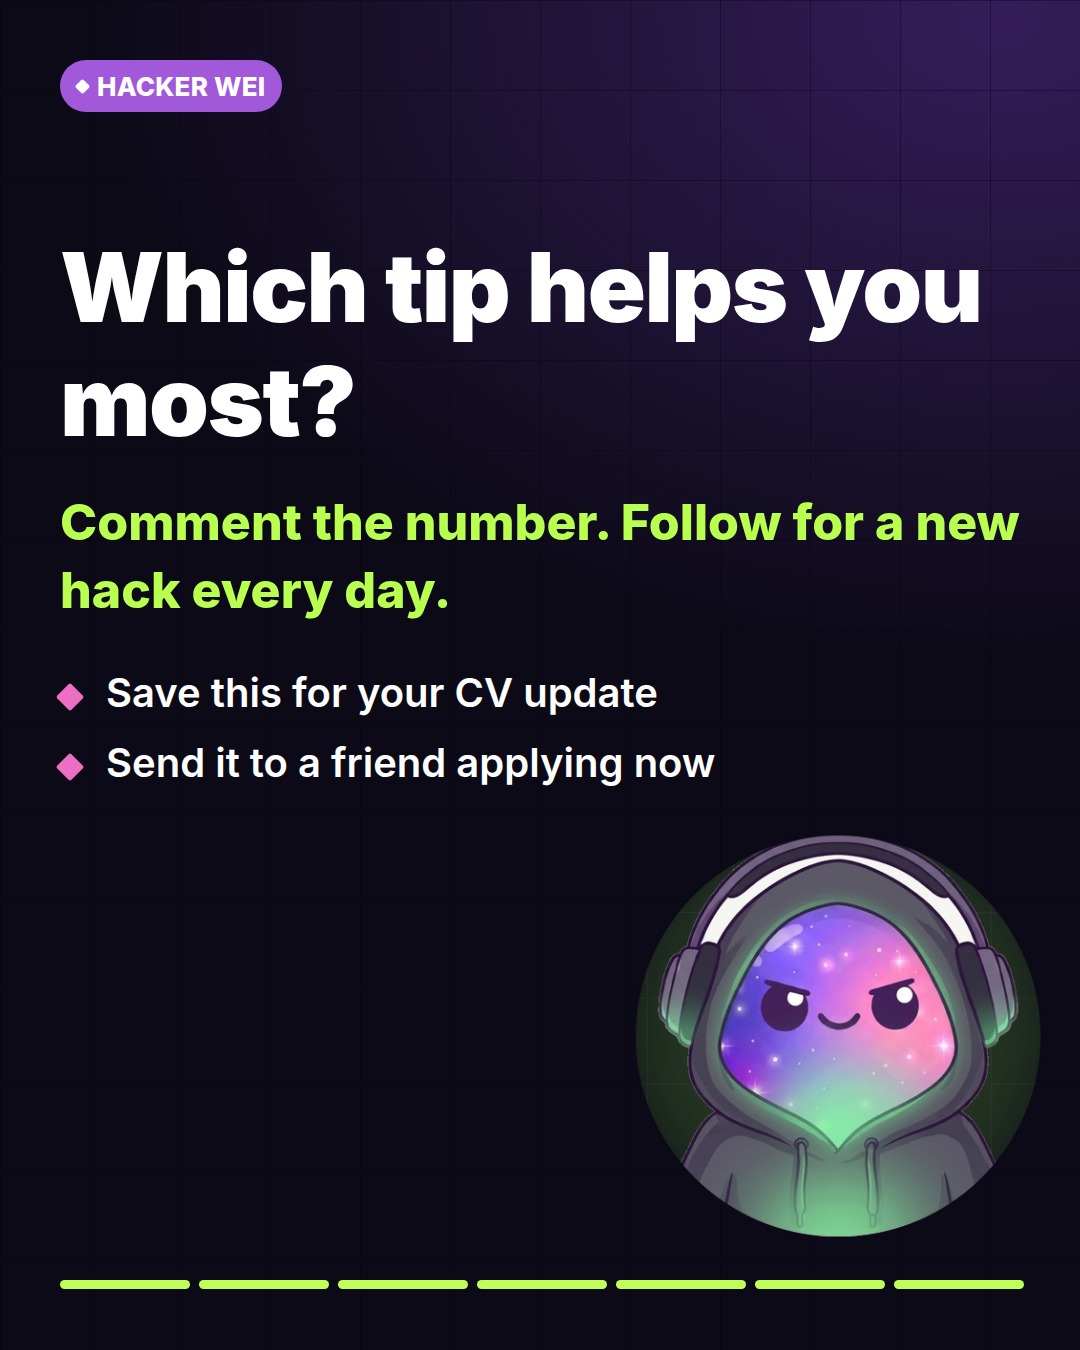 HACKER WEI
Which tip helps you
most?
Comment the number. Follow for a new
hack every day.
Save this for your CV update
Send it to a friend applying now